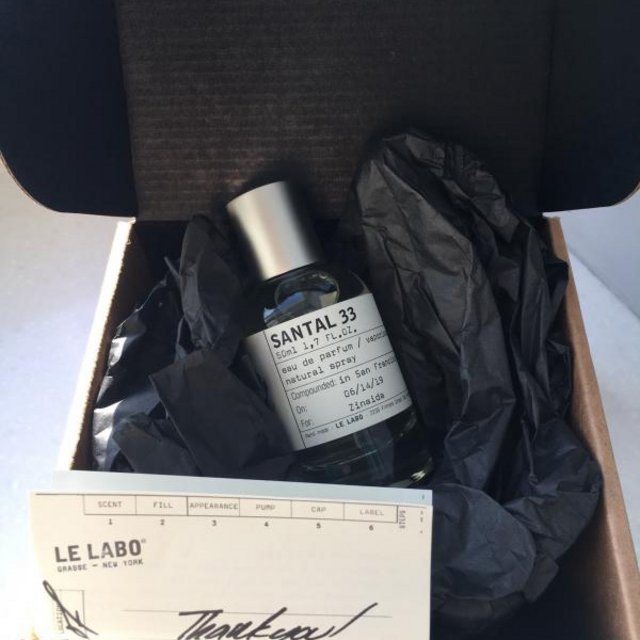 SANTAL 33
50ml 1.7 FL.OZ.
eau de parfum /
natural spray
Compounded: in San Francisco
On: 06/14/19
For: Zinaida
LE LABO
SCENT FILL APPEARANCE PUMP CAP LABEL
1 2 3 4 5 6
STEPS
LE LABO
GRASSE - NEW YORK
Thank you!